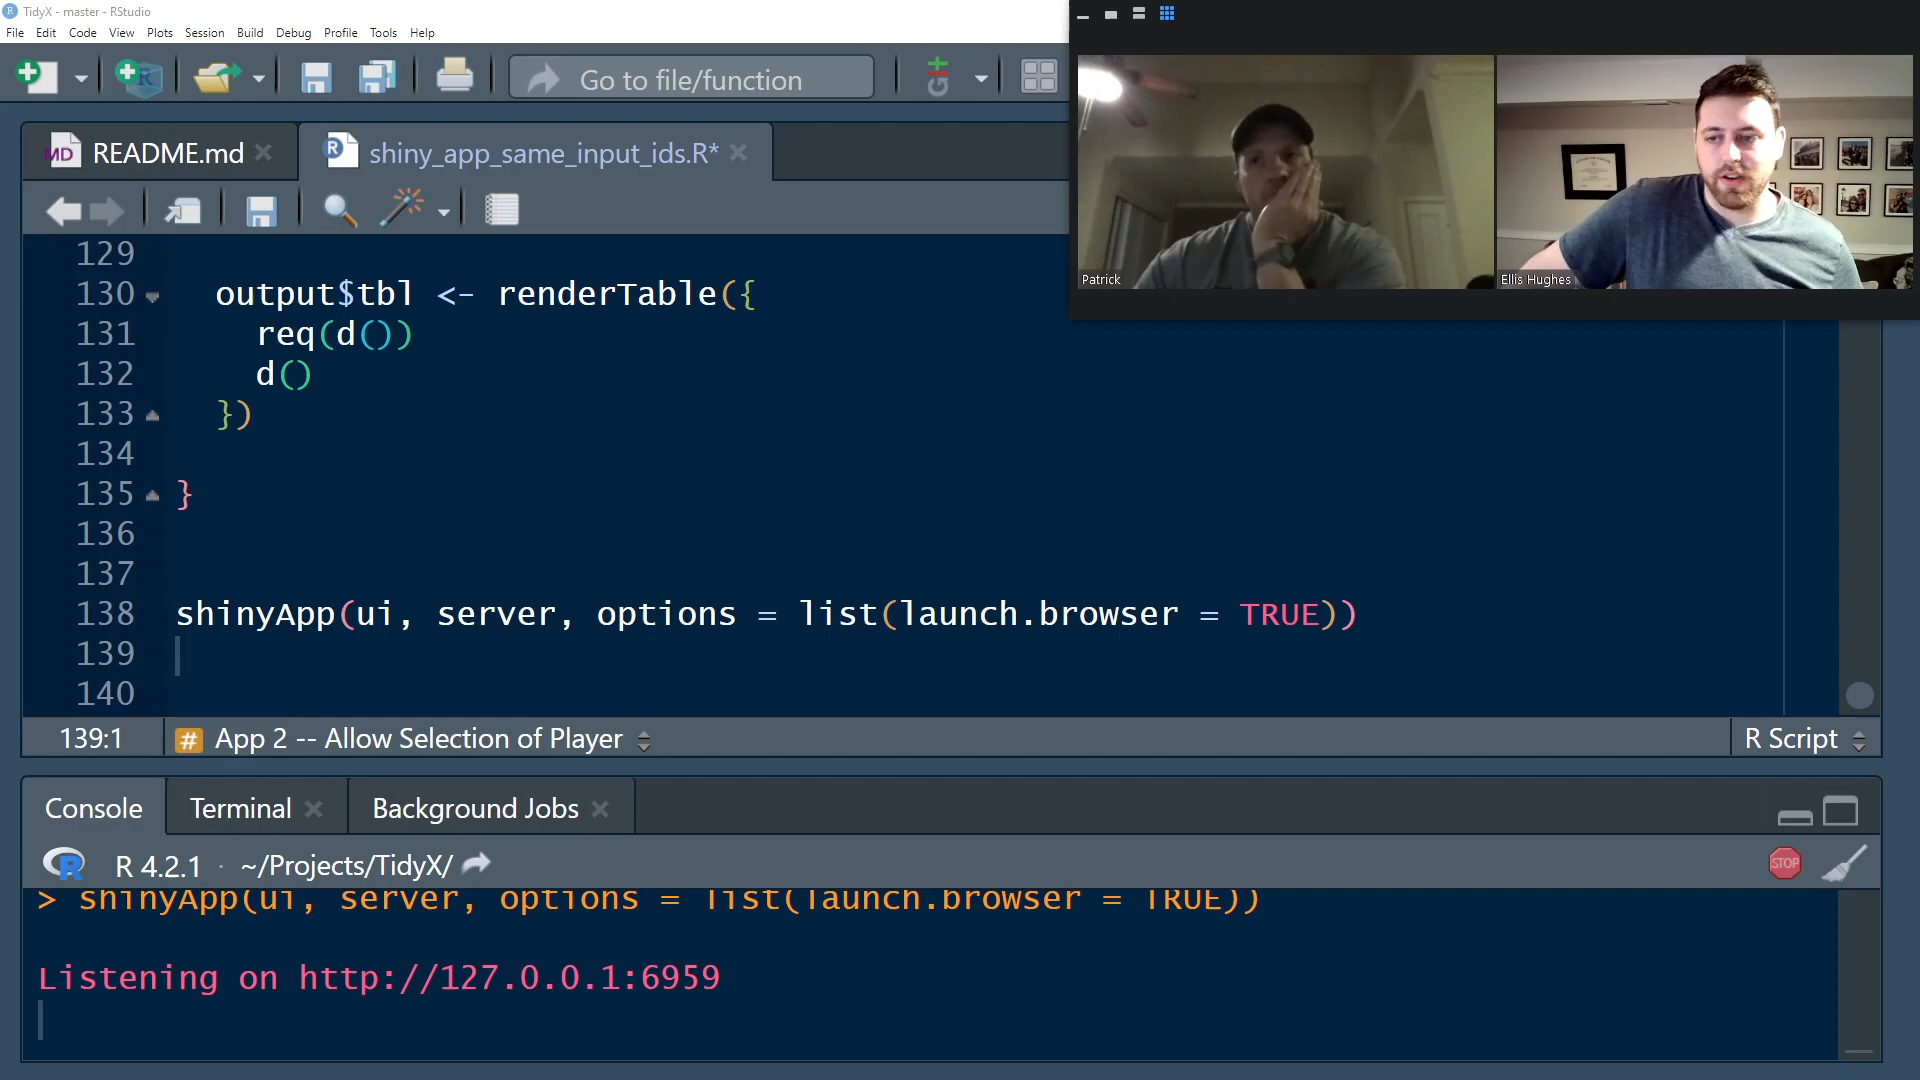 TidyX - master - RStudio
File Edit Code View Plots Session Build Debug Profile Tools Help
Go to file/function
README.md
shiny_app_same_input_ids.R*
129
130 output$tbl <- renderTable({
131 req(d())
132 d()
133 })
134
135 }
136
137
138 shinyApp(ui, server, options = list(launch.browser = TRUE))
139
140
139:1 # App 2 -- Allow Selection of Player R Script
Console Terminal Background Jobs
R 4.2.1 · ~/Projects/TidyX/
STOP
> shinyApp(ui, server, options = list(launch.browser = TRUE))
Listening on http://127.0.0.1:6959
Patrick
Ellis Hughes